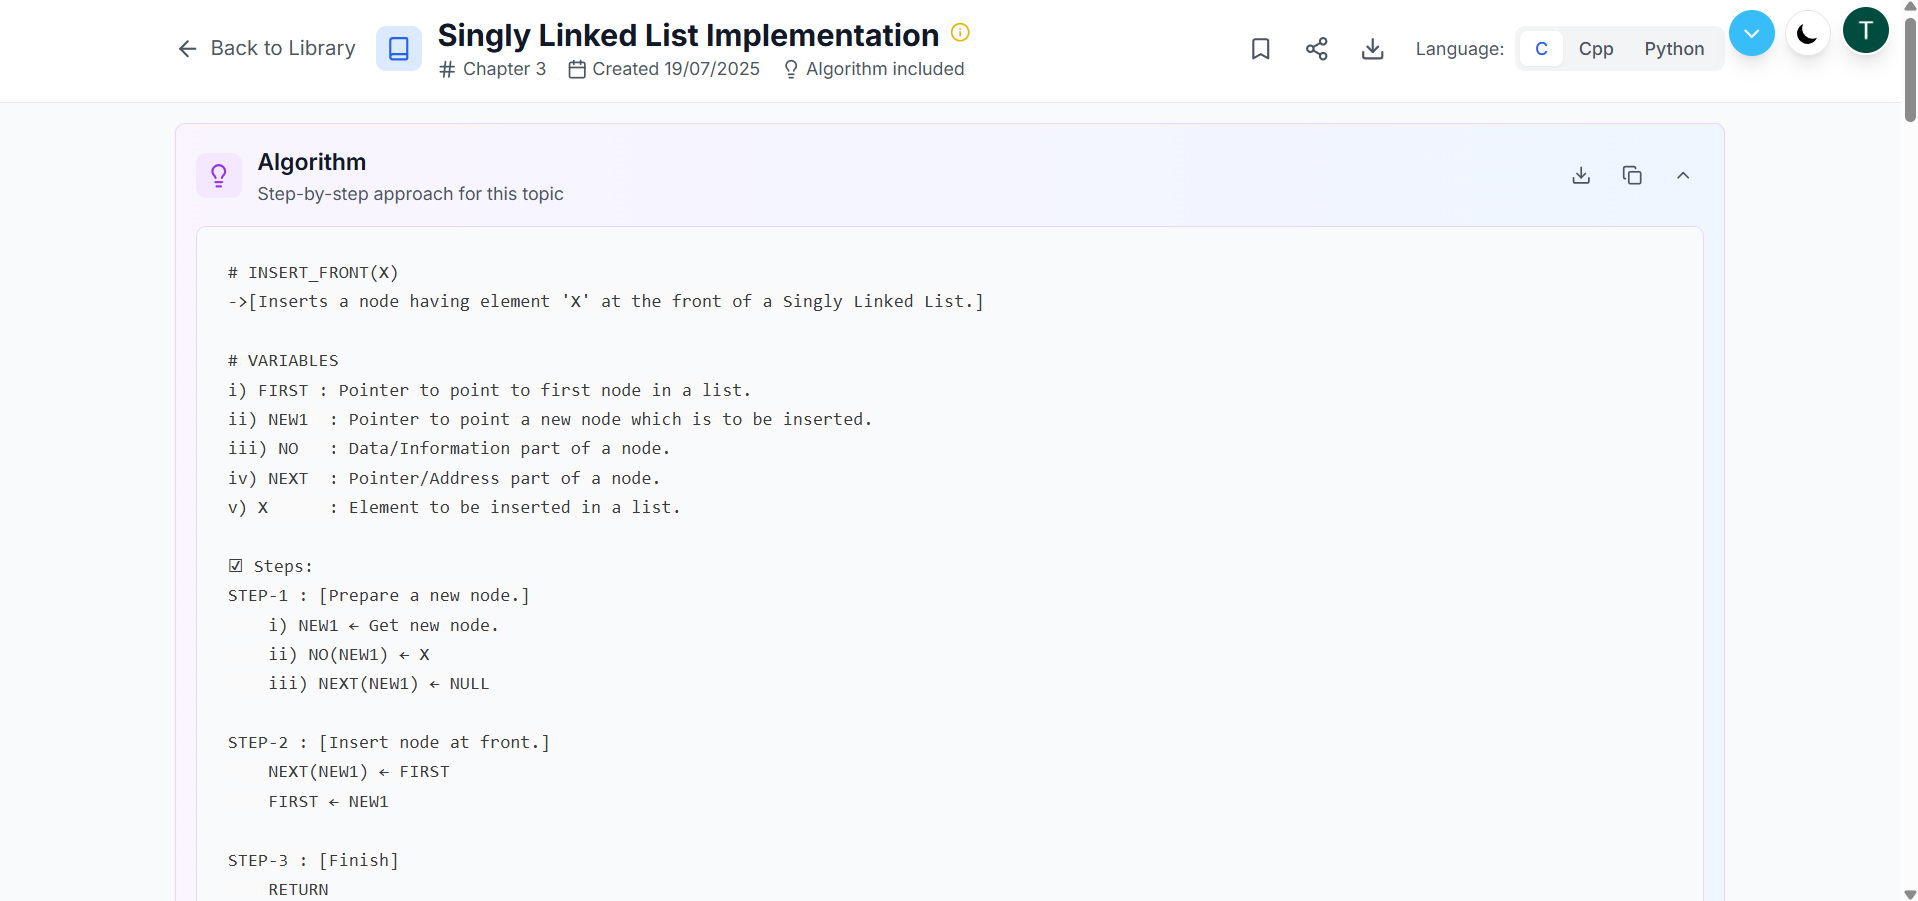 Back to Library
Singly Linked List Implementation
# Chapter 3 Created 19/07/2025 Algorithm included
Language: C Cpp Python
T
Algorithm
Step-by-step approach for this topic
# INSERT_FRONT(X)
->[Inserts a node having element 'X' at the front of a Singly Linked List.]
# VARIABLES
i) FIRST : Pointer to point to first node in a list.
ii) NEW1  : Pointer to point a new node which is to be inserted.
iii) NO   : Data/Information part of a node.
iv) NEXT  : Pointer/Address part of a node.
v) X      : Element to be inserted in a list.
☑ Steps:
STEP-1 : [Prepare a new node.]
    i) NEW1 ← Get new node.
    ii) NO(NEW1) ← X
    iii) NEXT(NEW1) ← NULL
STEP-2 : [Insert node at front.]
    NEXT(NEW1) ← FIRST
    FIRST ← NEW1
STEP-3 : [Finish]
    RETURN